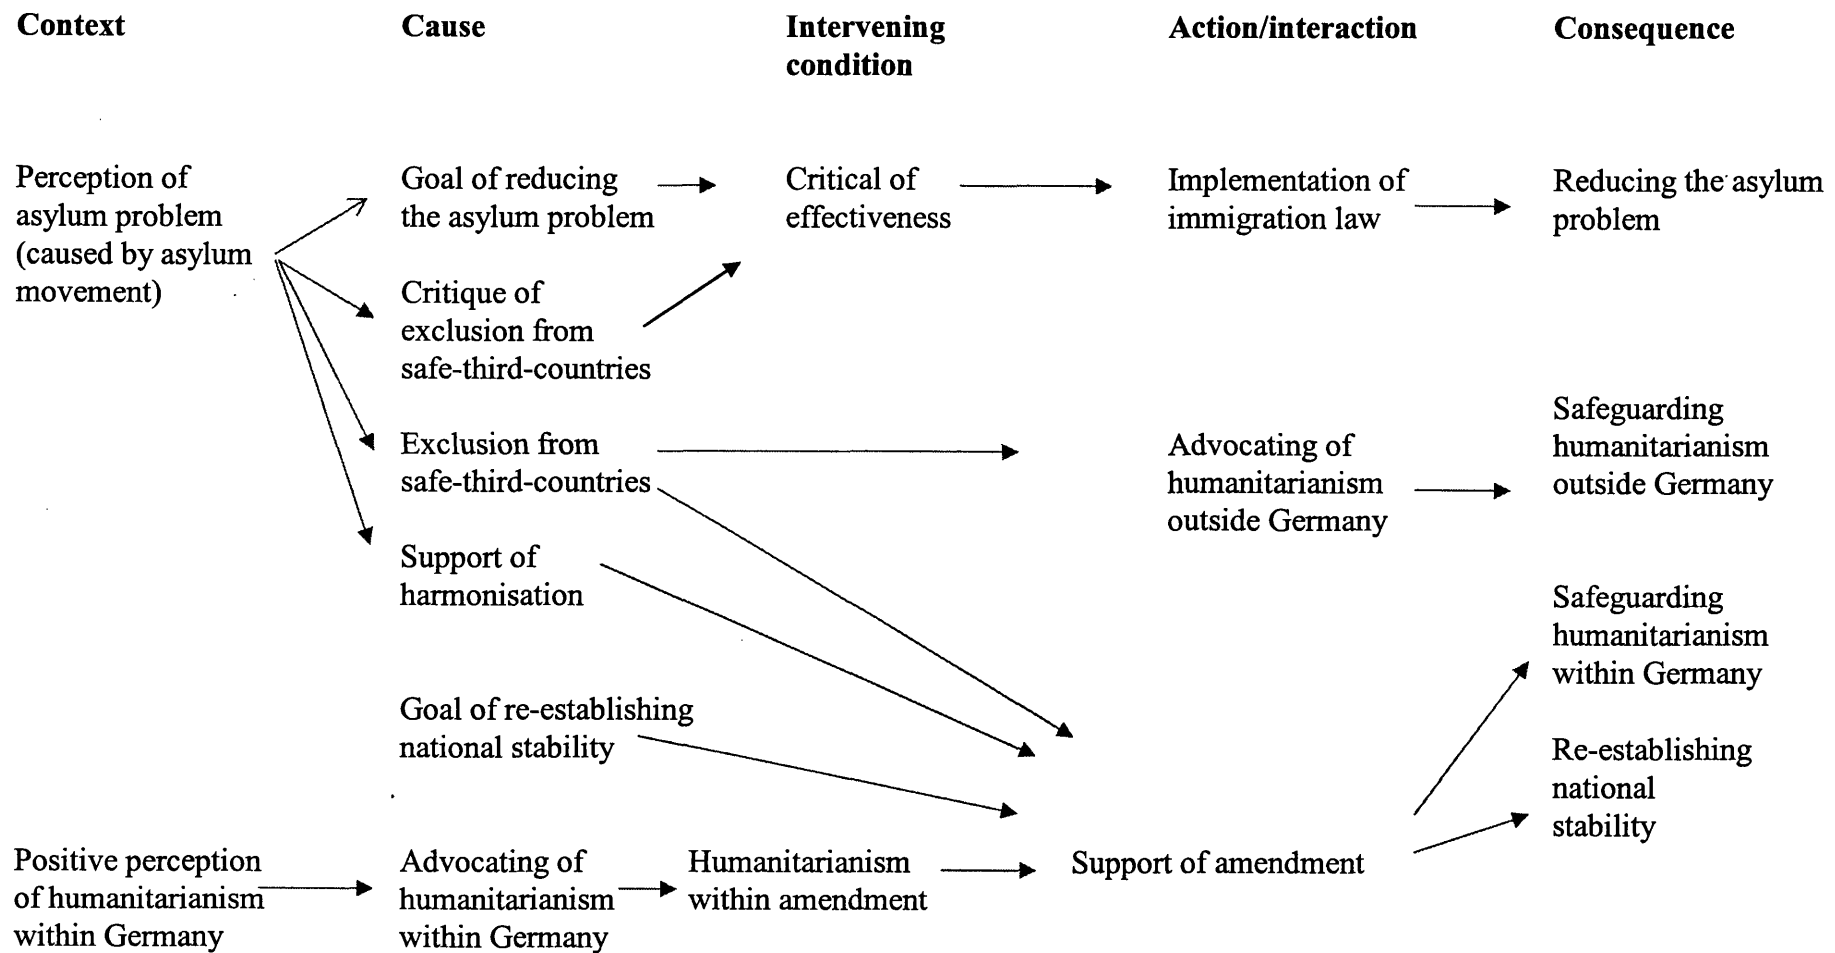 Context
Cause
Intervening
condition
Action/interaction
Consequence
Perception of
asylum problem
(caused by asylum
movement)
Goal of reducing
the asylum problem
Critical of
effectiveness
Implementation of
immigration law
Reducing the asylum
problem
Critique of
exclusion from
safe-third-countries
Exclusion from
safe-third-countries
Advocating of
humanitarianism
outside Germany
Safeguarding
humanitarianism
outside Germany
Support of
harmonisation
Safeguarding
humanitarianism
within Germany
Goal of re-establishing
national stability
Re-establishing
national
stability
Positive perception
of humanitarianism
within Germany
Advocating of
humanitarianism
within Germany
Humanitarianism
within amendment
Support of amendment